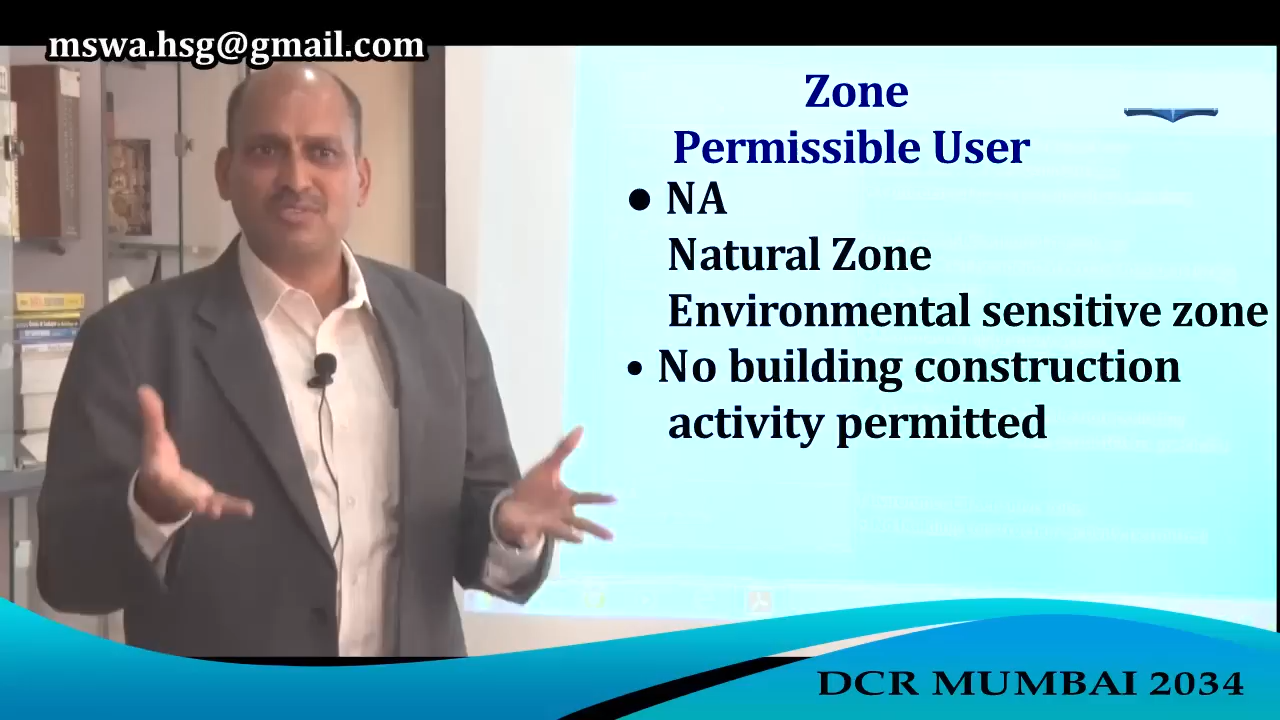 mswa.hsg@gmail.com
Zone
Permissible User
● NA
Natural Zone
Environmental sensitive zone
• No building construction
activity permitted
DCR MUMBAI 2034